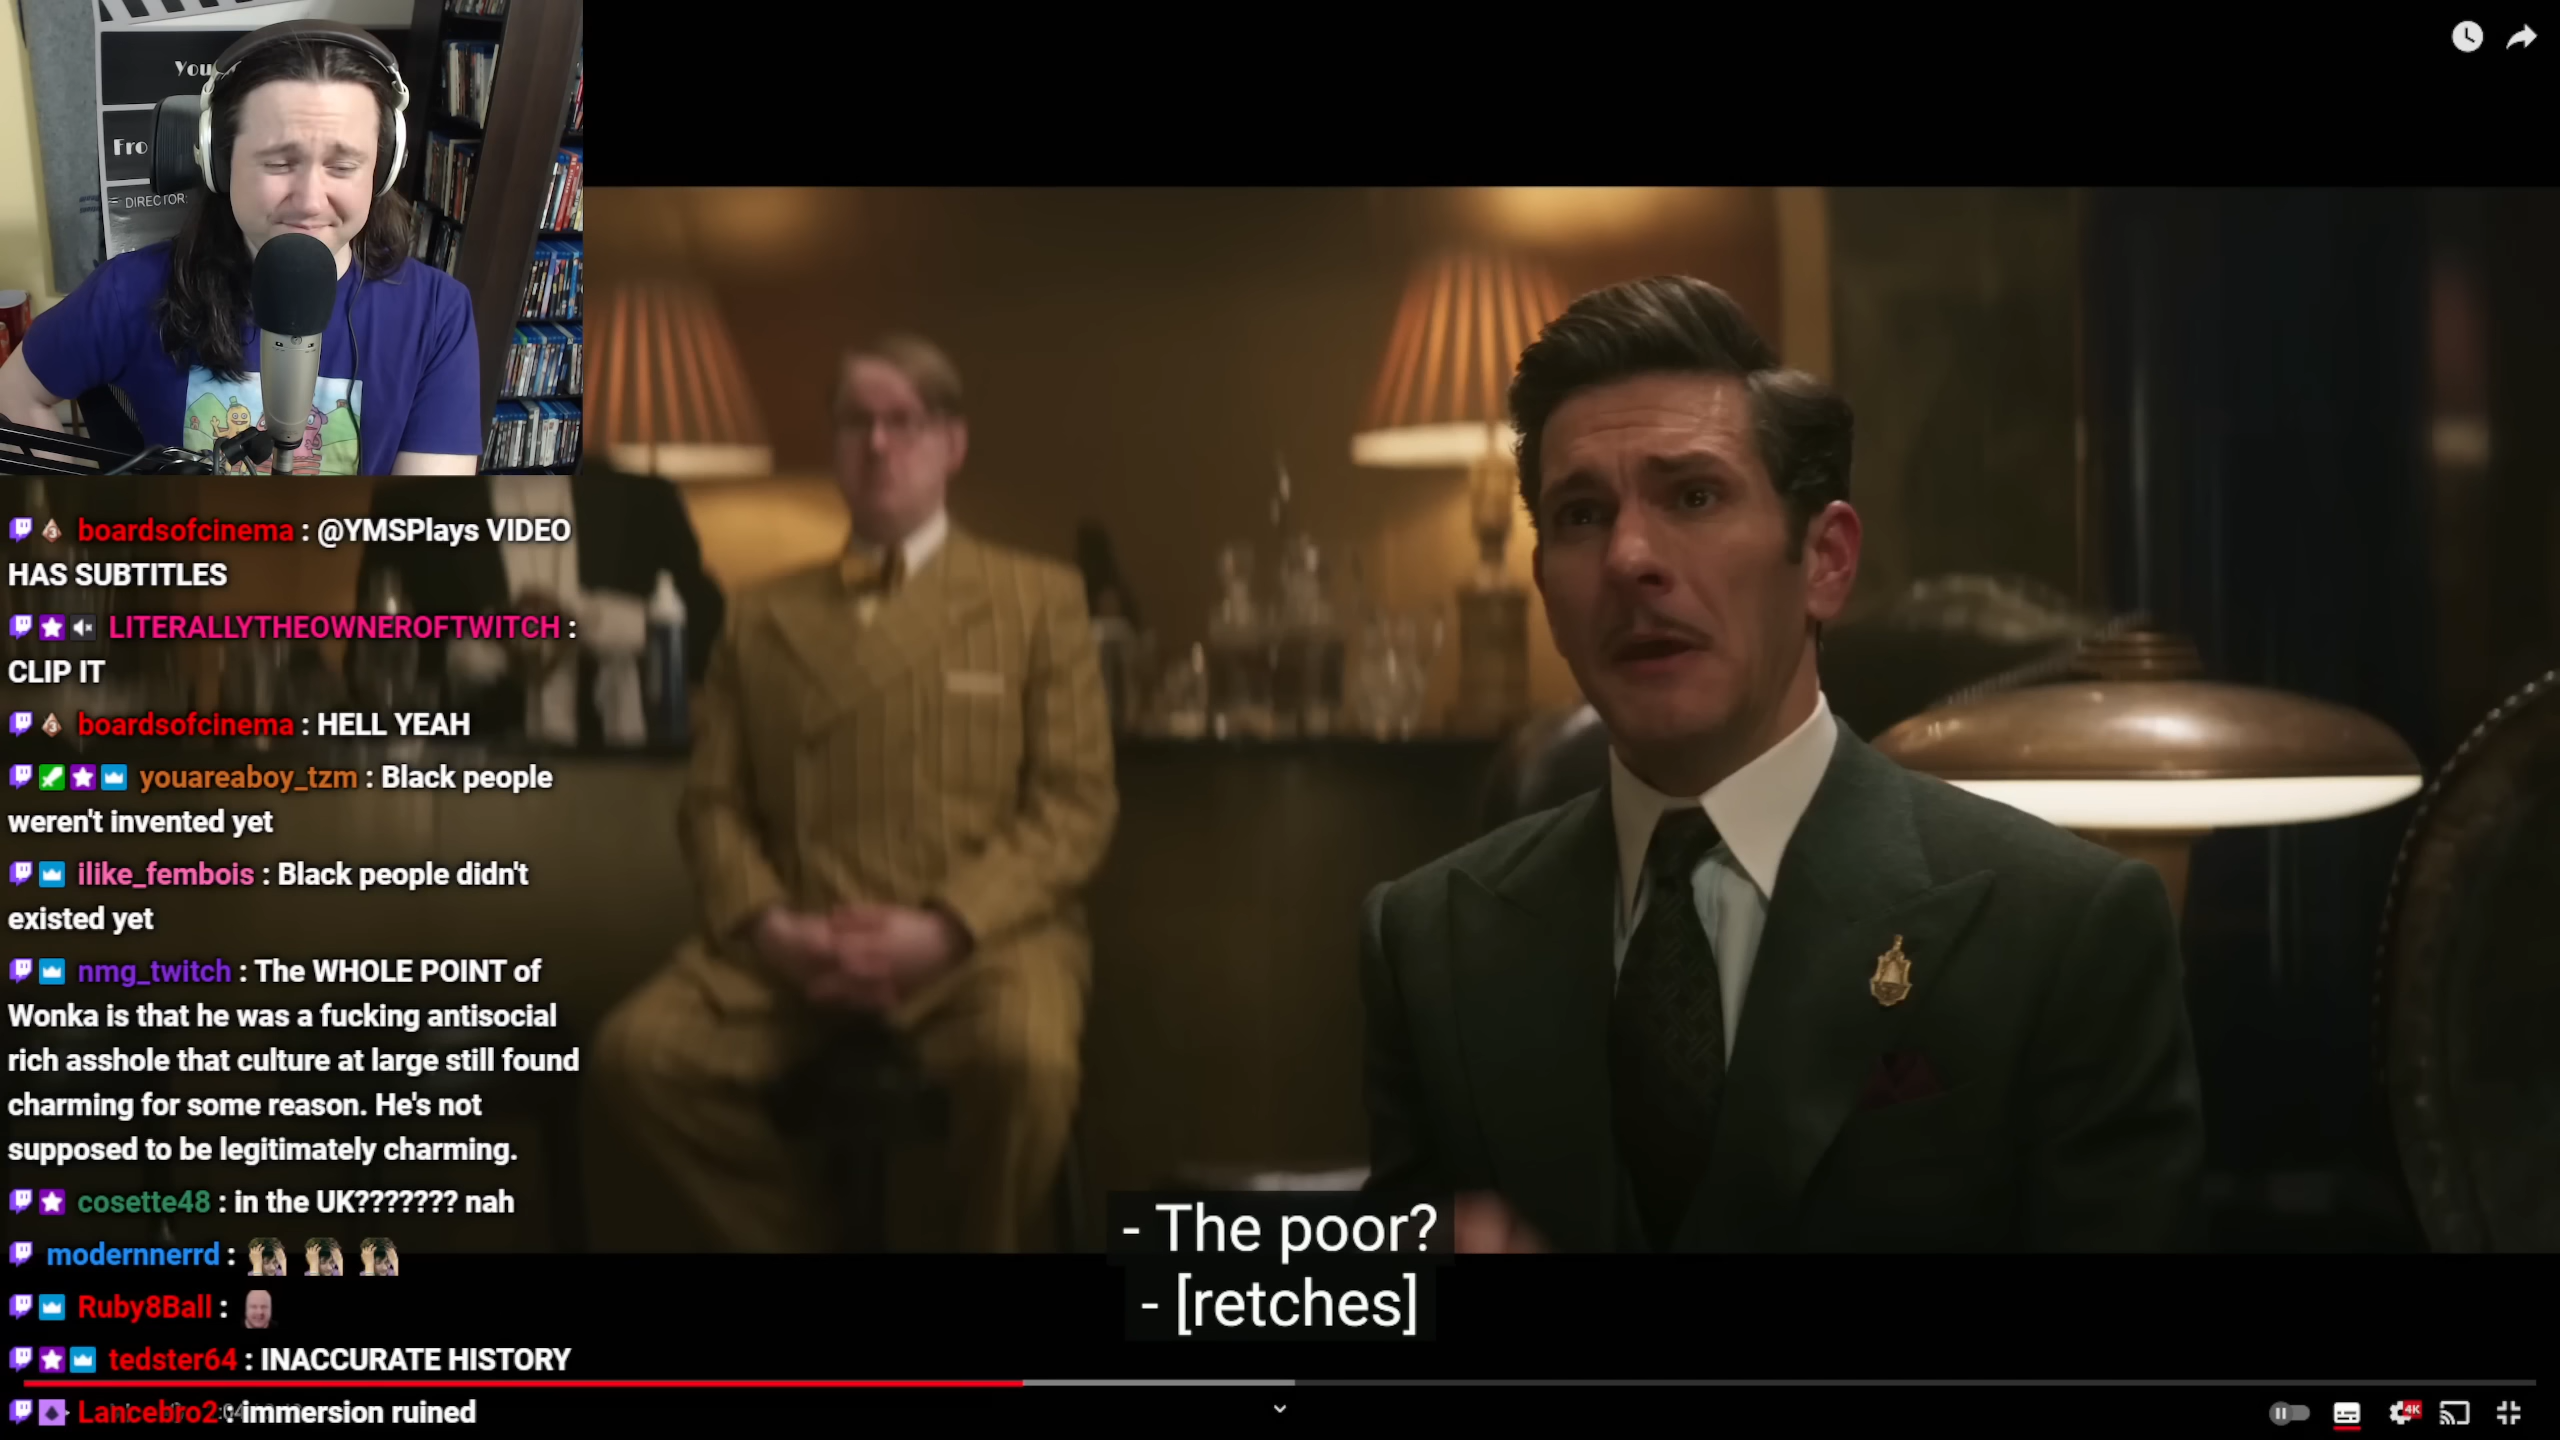 You
Fro
DIRECTOR:
boardsofcinema : @YMSPlays VIDEO
HAS SUBTITLES
LITERALLYTHEOWNEROFTWITCH :
CLIP IT
boardsofcinema : HELL YEAH
youareaboy_tzm : Black people
weren't invented yet
ilike_fembois : Black people didn't
existed yet
nmg_twitch : The WHOLE POINT of
Wonka is that he was a fucking antisocial
rich asshole that culture at large still found
charming for some reason. He's not
supposed to be legitimately charming.
cosette48 : in the UK??????? nah
modernnerrd :
Ruby8Ball :
tedster64 : INACCURATE HISTORY
Lancebro2 : immersion ruined
- The poor?
- [retches]
4K